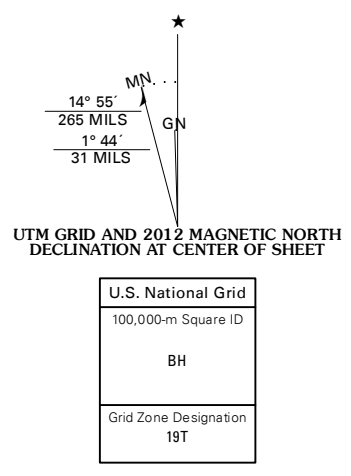 ★
MN
14° 55´
265 MILS
GN
1° 44´
31 MILS
UTM GRID AND 2012 MAGNETIC NORTH
DECLINATION AT CENTER OF SHEET
U.S. National Grid
100,000-m Square ID
BH
Grid Zone Designation
19T